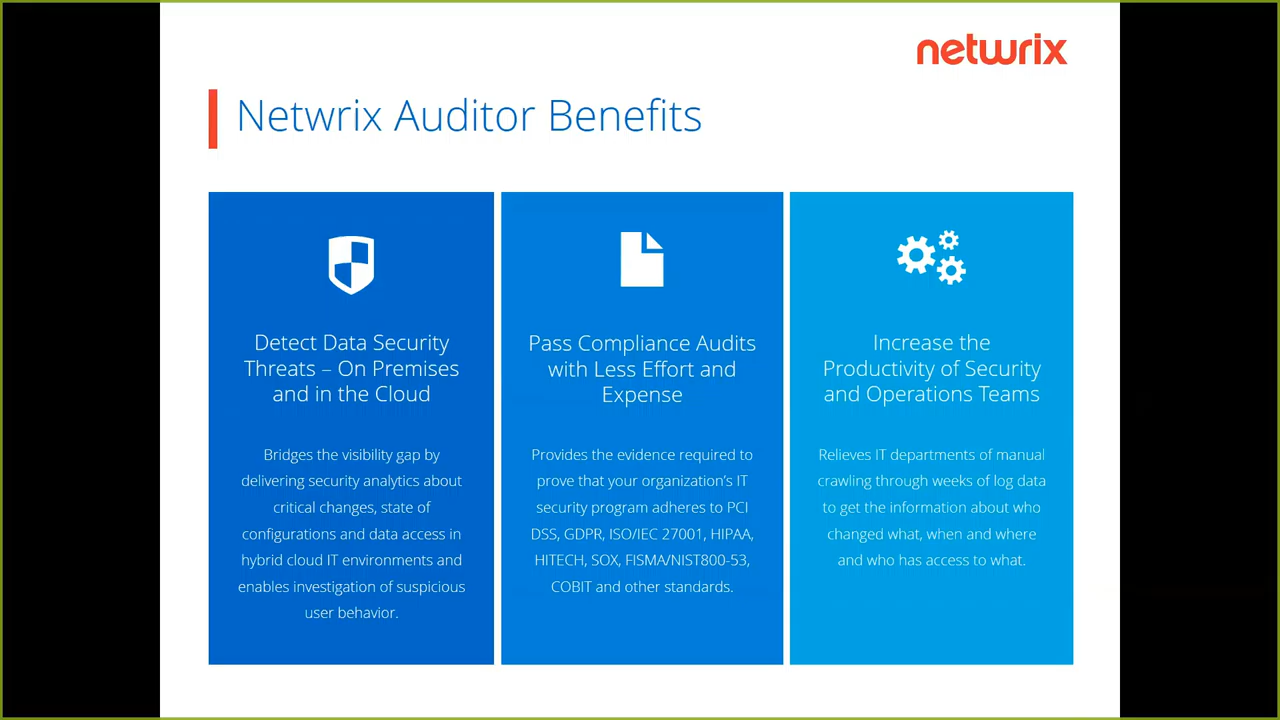 netwrix
Netwrix Auditor Benefits
Detect Data Security
Threats – On Premises
and in the Cloud
Bridges the visibility gap by
delivering security analytics about
critical changes, state of
configurations and data access in
hybrid cloud IT environments and
enables investigation of suspicious
user behavior.
Pass Compliance Audits
with Less Effort and
Expense
Provides the evidence required to
prove that your organization’s IT
security program adheres to PCI
DSS, GDPR, ISO/IEC 27001, HIPAA,
HITECH, SOX, FISMA/NIST800-53,
COBIT and other standards.
Increase the
Productivity of Security
and Operations Teams
Relieves IT departments of manual
crawling through weeks of log data
to get the information about who
changed what, when and where
and who has access to what.